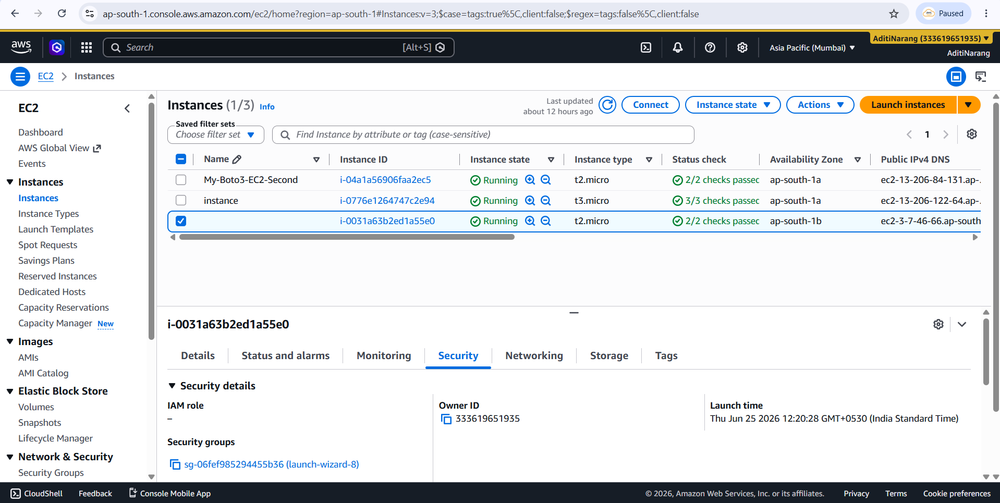 ap-south-1.console.aws.amazon.com/ec2/home?region=ap-south-1#Instances:v=3;$case=tags:true%5C,client:false;$regex=tags:false%5C,client:false
Paused
aws
Search
[Alt+S]
Asia Pacific (Mumbai)
AditiNarang (333619651935)
AditiNarang
EC2
Instances
EC2
Dashboard
AWS Global View
Events
Instances
Instances
Instance Types
Launch Templates
Spot Requests
Savings Plans
Reserved Instances
Dedicated Hosts
Capacity Reservations
Capacity Manager New
Images
AMIs
AMI Catalog
Elastic Block Store
Volumes
Snapshots
Lifecycle Manager
Network & Security
Security Groups
Instances (1/3) Info
Last updated
about 12 hours ago
Connect
Instance state
Actions
Launch instances
Saved filter sets
Choose filter set
Find Instance by attribute or tag (case-sensitive)
1
Name Instance ID Instance state Instance type Status check Availability Zone Public IPv4 DNS
My-Boto3-EC2-Second i-04a1a56906faa2ec5 Running t2.micro 2/2 checks passed ap-south-1a ec2-13-206-84-131.ap-.
instance i-0776e1264747c2e94 Running t3.micro 3/3 checks passed ap-south-1a ec2-13-206-122-64.ap-.
i-0031a63b2ed1a55e0 Running t2.micro 2/2 checks passed ap-south-1b ec2-3-7-46-66.ap-south
i-0031a63b2ed1a55e0
Details
Status and alarms
Monitoring
Security
Networking
Storage
Tags
Security details
IAM role
–
Owner ID
333619651935
Launch time
Thu Jun 25 2026 12:20:28 GMT+0530 (India Standard Time)
Security groups
sg-06fef985294455b36 (launch-wizard-8)
CloudShell
Feedback
Console Mobile App
© 2026, Amazon Web Services, Inc. or its affiliates.
Privacy
Terms
Cookie preferences